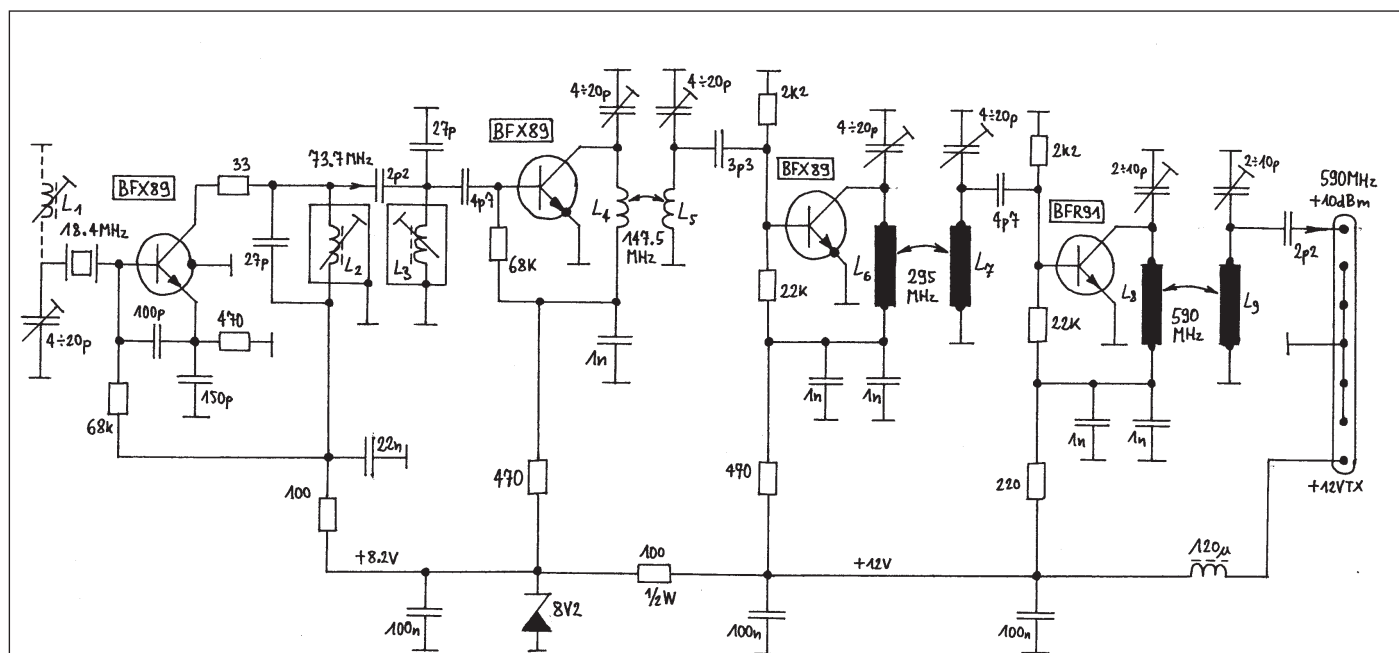 4÷20p
4÷20p
2k2
27p
BFX89
4÷20p
4÷20p
2k2
2÷10p
2÷10p
590MHz
+10dBm
33
73.7MHz
2p2
3p3
BFX89
4p7
BFX89
4p7
BFR91
L1
18.4MHz
L4
L5
147.5
MHz
2p2
27p
L2
L3
68K
22K
L6
295
MHz
L7
22K
L8
590
MHz
L9
100p
470
4÷20p
1n
150p
68k
1n
1n
1n
1n
22n
470
470
220
100
+12VTX
+8.2V
100
1/2W
+12V
120µ
8V2
100n
100n
100n